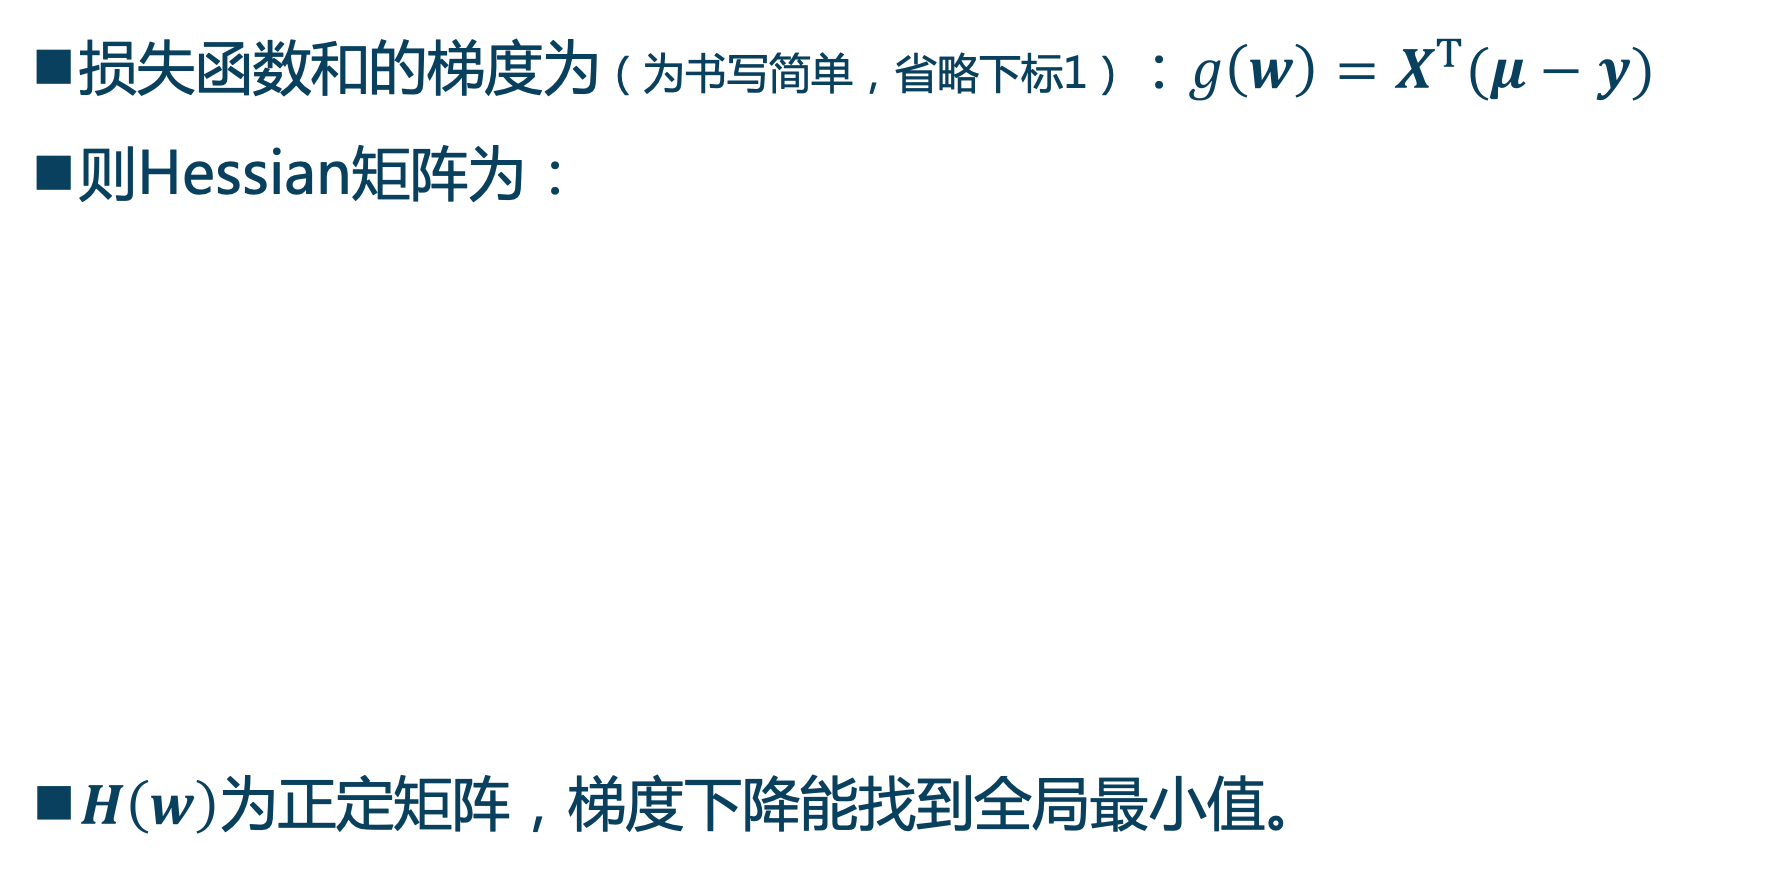 ■损失函数和的梯度为（为书写简单，省略下标1）：g(w) = Xᵀ(μ − y)
■则Hessian矩阵为：
■H(w)为正定矩阵，梯度下降能找到全局最小值。